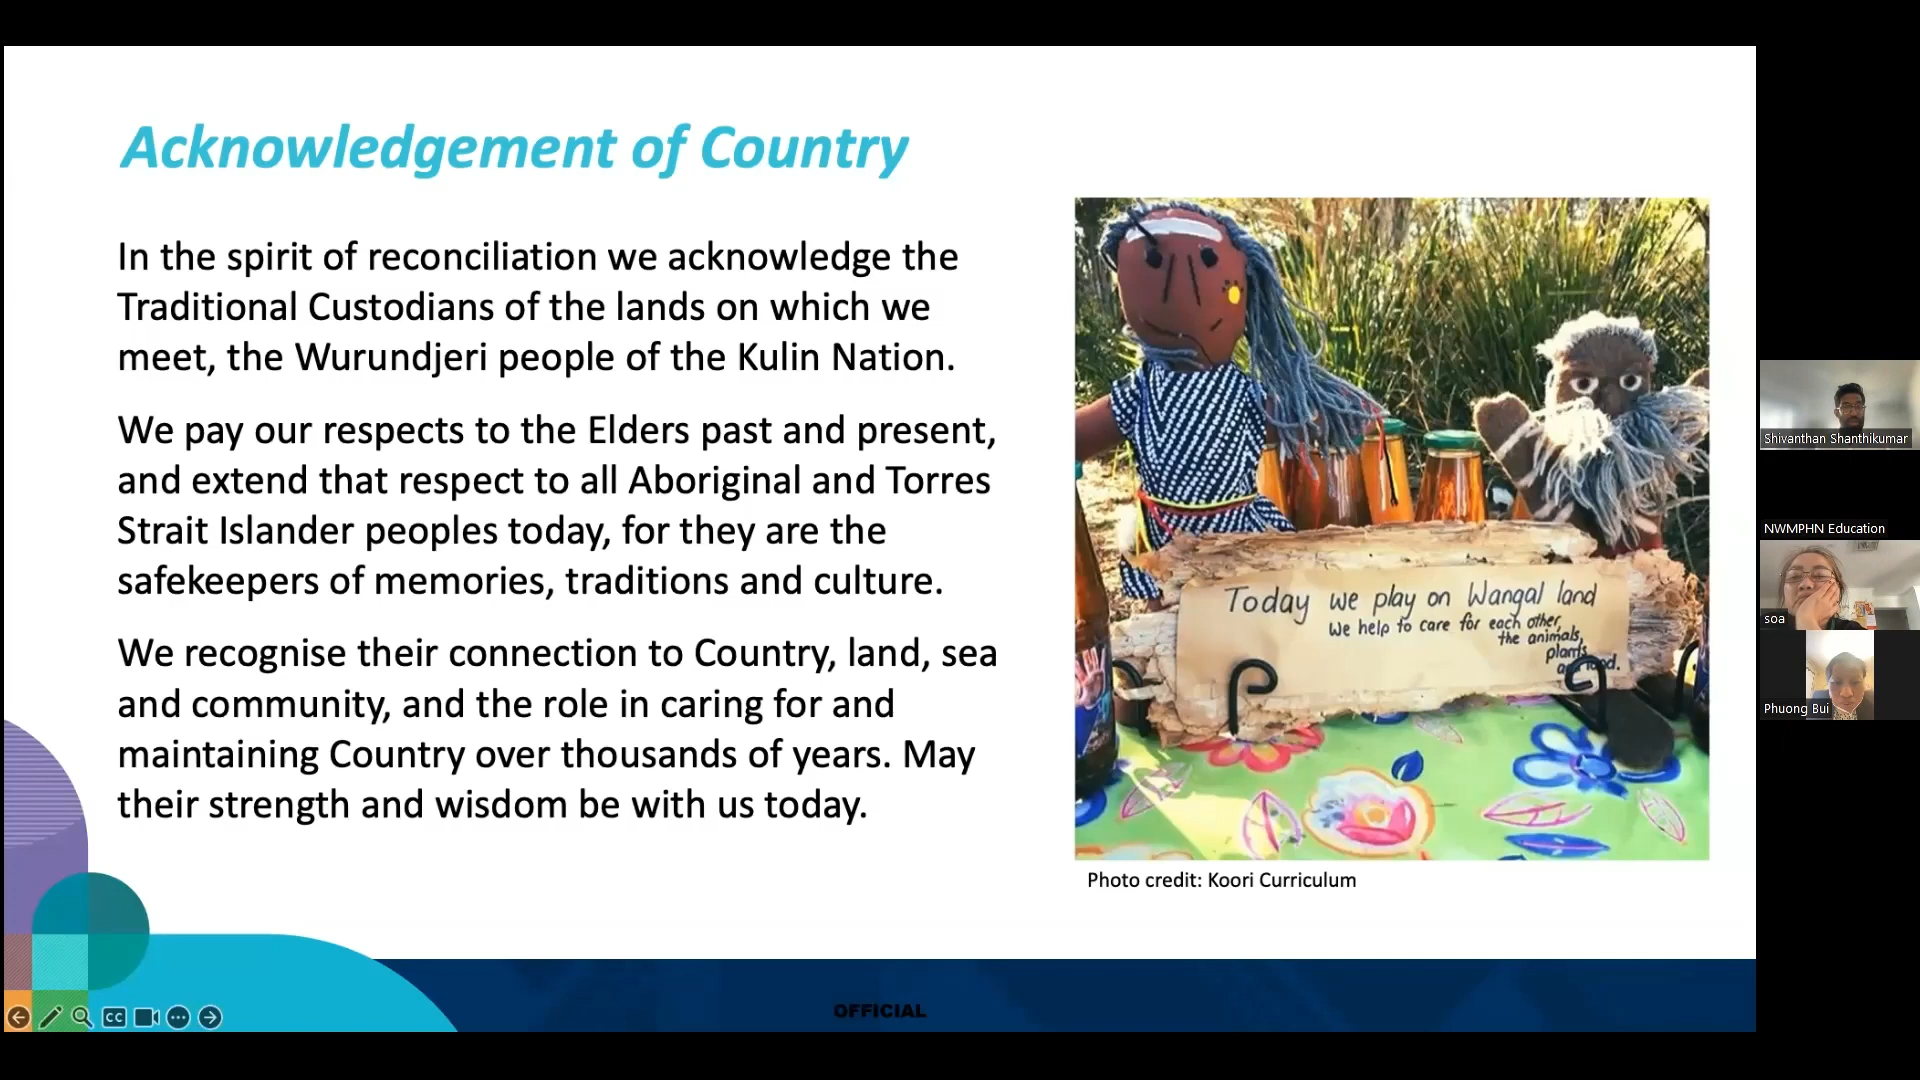 Acknowledgement of Country
In the spirit of reconciliation we acknowledge the
Traditional Custodians of the lands on which we
meet, the Wurundjeri people of the Kulin Nation.
We pay our respects to the Elders past and present,
and extend that respect to all Aboriginal and Torres
Strait Islander peoples today, for they are the
safekeepers of memories, traditions and culture.
We recognise their connection to Country, land, sea
and community, and the role in caring for and
maintaining Country over thousands of years. May
their strength and wisdom be with us today.
Today we play on Wangal land
We help to care for each other,
the animals,
plants
Photo credit: Koori Curriculum
OFFICIAL
CC
Shivanthan Shanthikumar
NWMPHN Education
soa
Phuong Bui